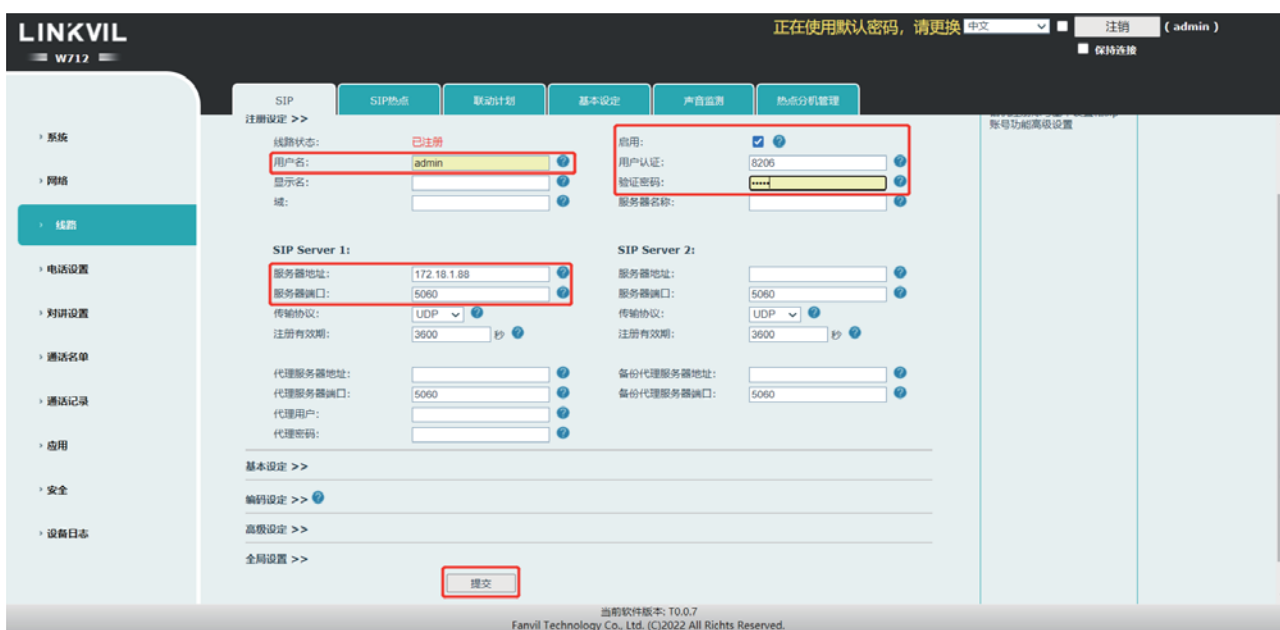 LINKVIL
W712
正在使用默认密码，请更换 中文 注销 ( admin )
保持连接
SIP SIP热点 联动计划 基本设定 声音监测 热点分机管理
系统
网络
线路
电话设置
对讲设置
通话名单
通话记录
应用
安全
设备日志
注册设定 >>
账号功能高级设置
线路状态: 已注册 启用:
用户名: admin 用户认证: 8206
显示名: 验证密码: •••••
域: 服务器名称:
SIP Server 1: SIP Server 2:
服务器地址: 172.18.1.88 服务器地址:
服务器端口: 5060 服务器端口: 5060
传输协议: UDP 传输协议: UDP
注册有效期: 3600 秒 注册有效期: 3600 秒
代理服务器地址: 备份代理服务器地址:
代理服务器端口: 5060 备份代理服务器端口: 5060
代理用户:
代理密码:
基本设定 >>
编码设定 >>
高级设定 >>
全局设置 >>
提交
当前软件版本: T0.0.7
Fanvil Technology Co., Ltd. (C)2022 All Richts Reserved.